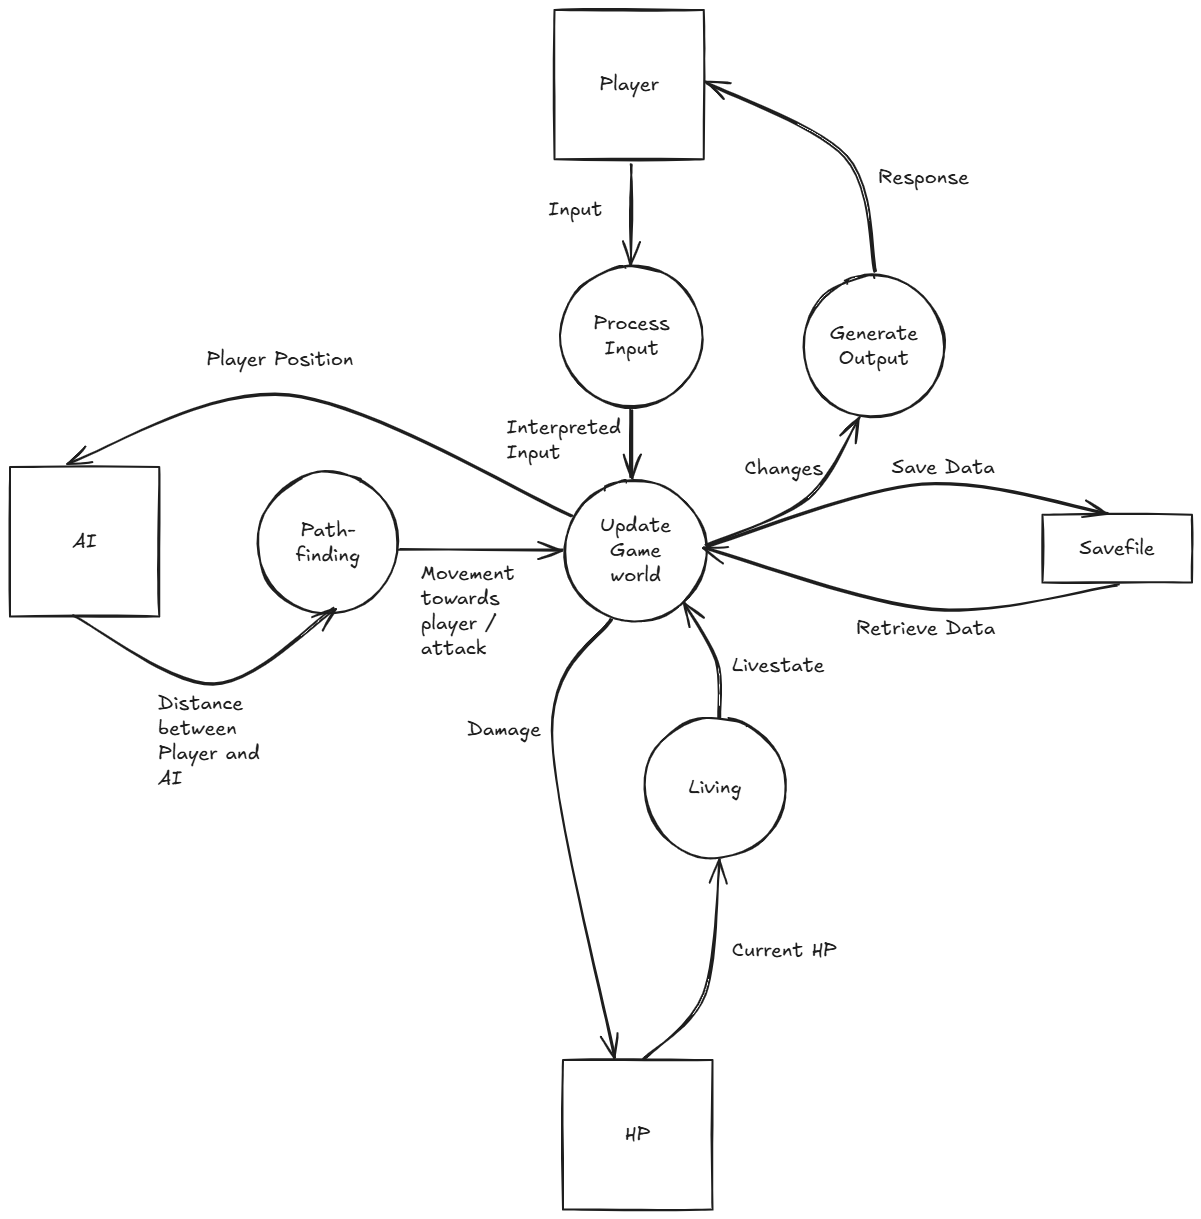 Player
Response
Input
Process
Input
Generate
Output
Player Position
Interpreted
Input
Changes
Save Data
AI
Path-
finding
Update
Game
world
Savefile
Movement
towards
player /
attack
Retrieve Data
Livestate
Distance
between
Player and
AI
Damage
Living
Current HP
HP